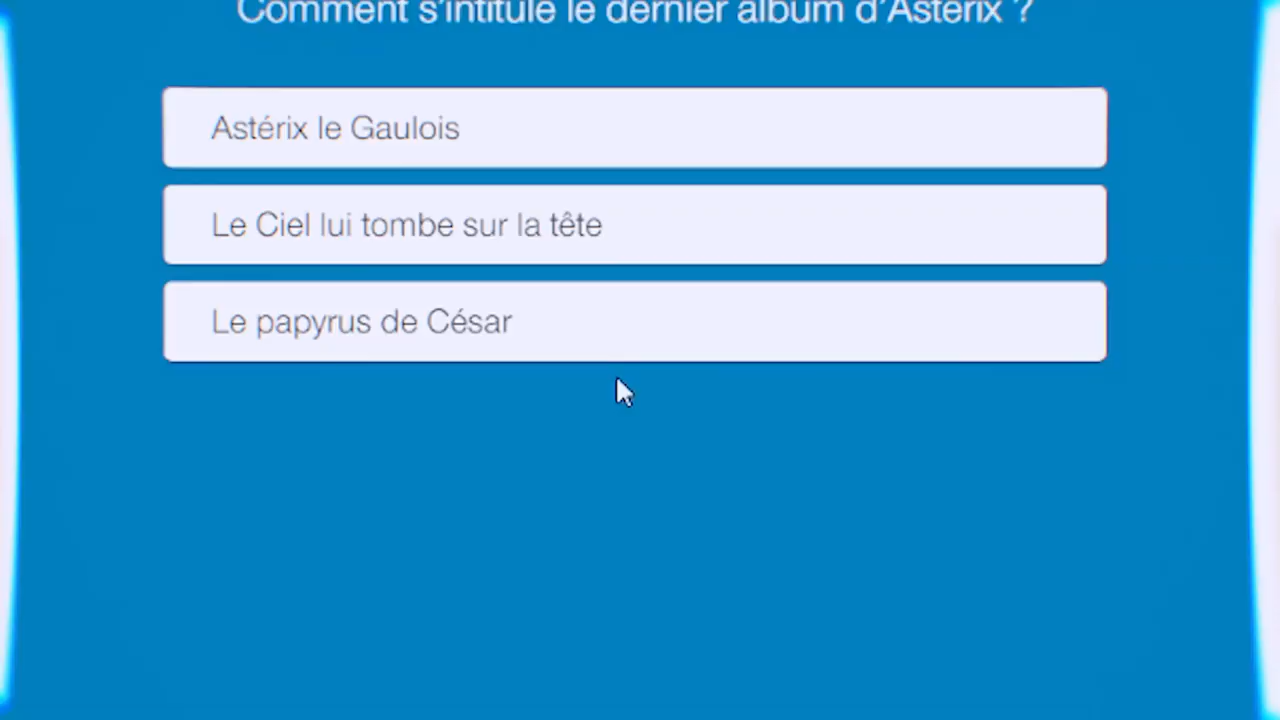 Comment s'intitule le dernier album d'Astérix ?
Astérix le Gaulois
Le Ciel lui tombe sur la tête
Le papyrus de César